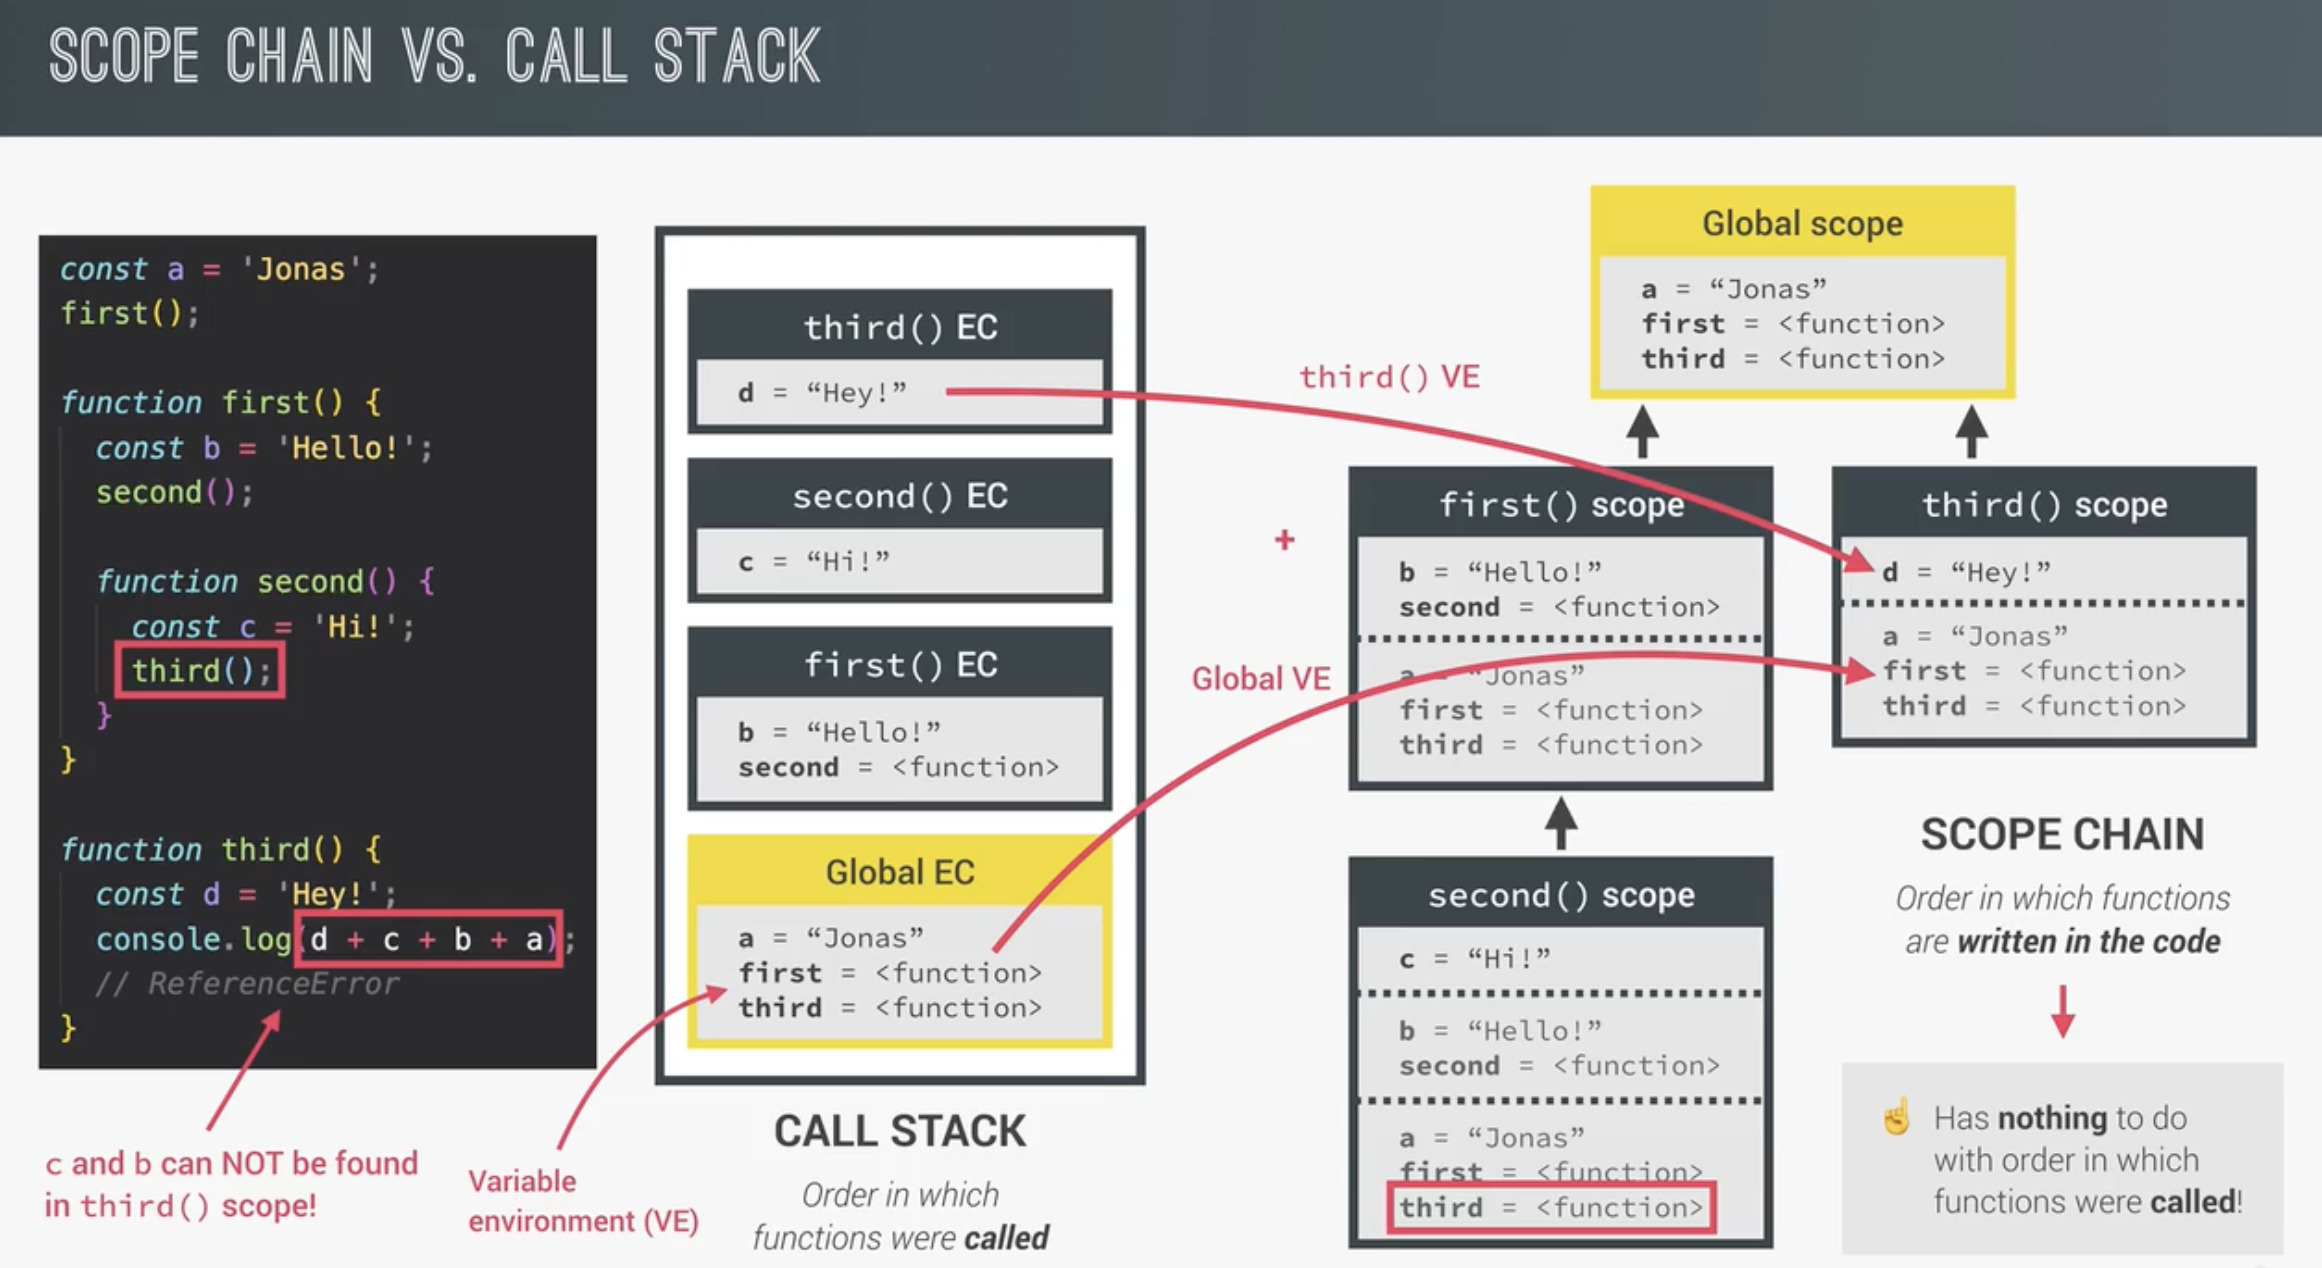 SCOPE CHAIN VS. CALL STACK
const a = 'Jonas';
first();
function first() {
const b = 'Hello!';
second();
function second() {
const c = 'Hi!';
third();
}
}
function third() {
const d = 'Hey!';
console.log(d + c + b + a);
// ReferenceError
}
c and b can NOT be found
in third() scope!
Variable
environment (VE)
third() EC
d = “Hey!”
second() EC
c = “Hi!”
first() EC
b = “Hello!”
second = <function>
Global EC
a = “Jonas”
first = <function>
third = <function>
CALL STACK
Order in which
functions were called
third() VE
+
Global VE
Global scope
a = “Jonas”
first = <function>
third = <function>
first() scope
b = “Hello!”
second = <function>
a = “Jonas”
first = <function>
third = <function>
second() scope
c = “Hi!”
b = “Hello!”
second = <function>
a = “Jonas”
first = <function>
third = <function>
third() scope
d = “Hey!”
a = “Jonas”
first = <function>
third = <function>
SCOPE CHAIN
Order in which functions
are written in the code
☝️ Has nothing to do
with order in which
functions were called!